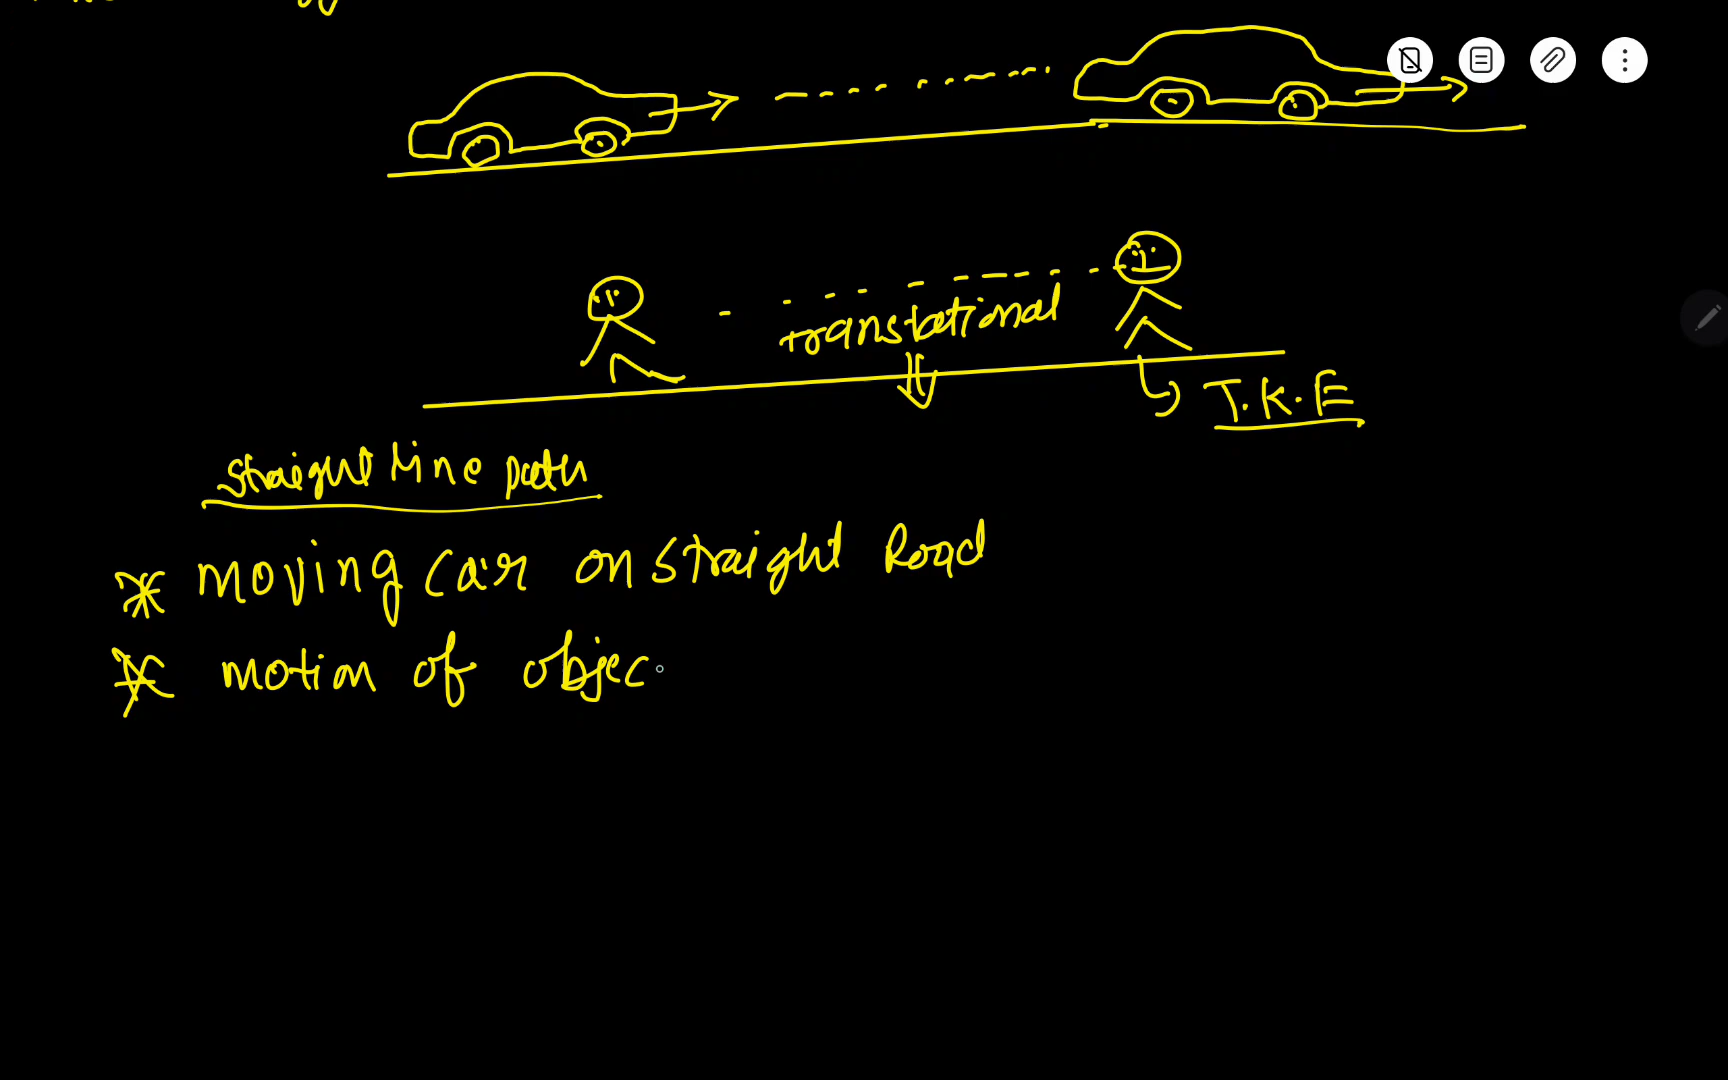 translational
T.K.E
straight line path
* moving car on straight Road
* motion of objec